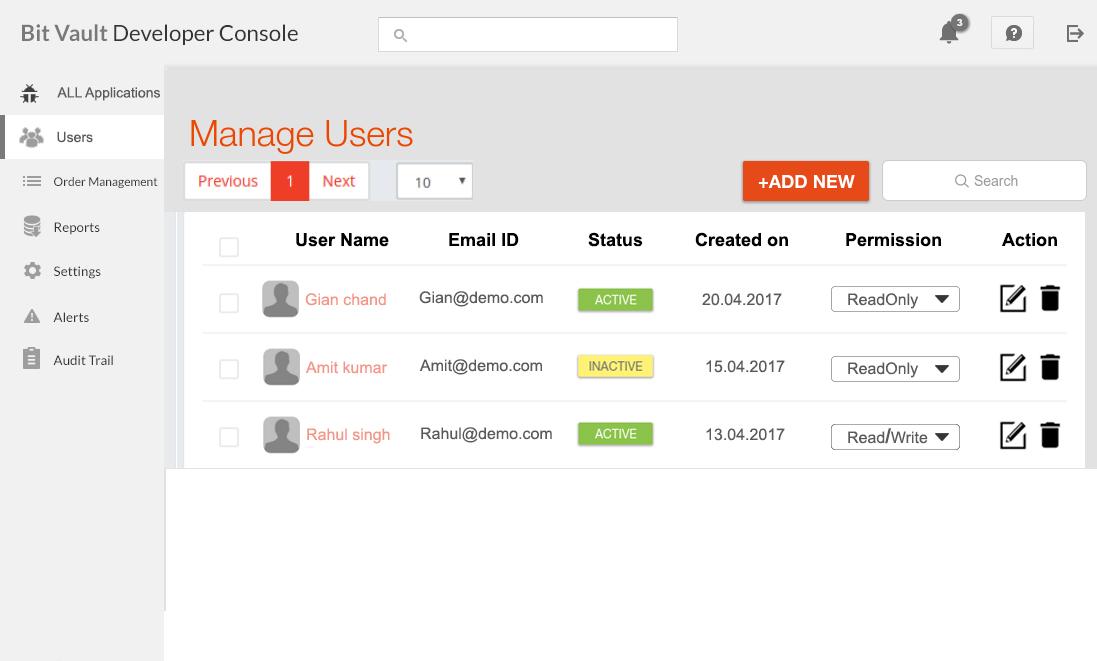 Bit Vault Developer Console
3
ALL Applications
Users
Order Management
Reports
Settings
Alerts
Audit Trail
Manage Users
Previous 1 Next 10 +ADD NEW Search
User Name Email ID Status Created on Permission Action
Gian chand Gian@demo.com ACTIVE 20.04.2017 ReadOnly
Amit kumar Amit@demo.com INACTIVE 15.04.2017 ReadOnly
Rahul singh Rahul@demo.com ACTIVE 13.04.2017 Read/Write